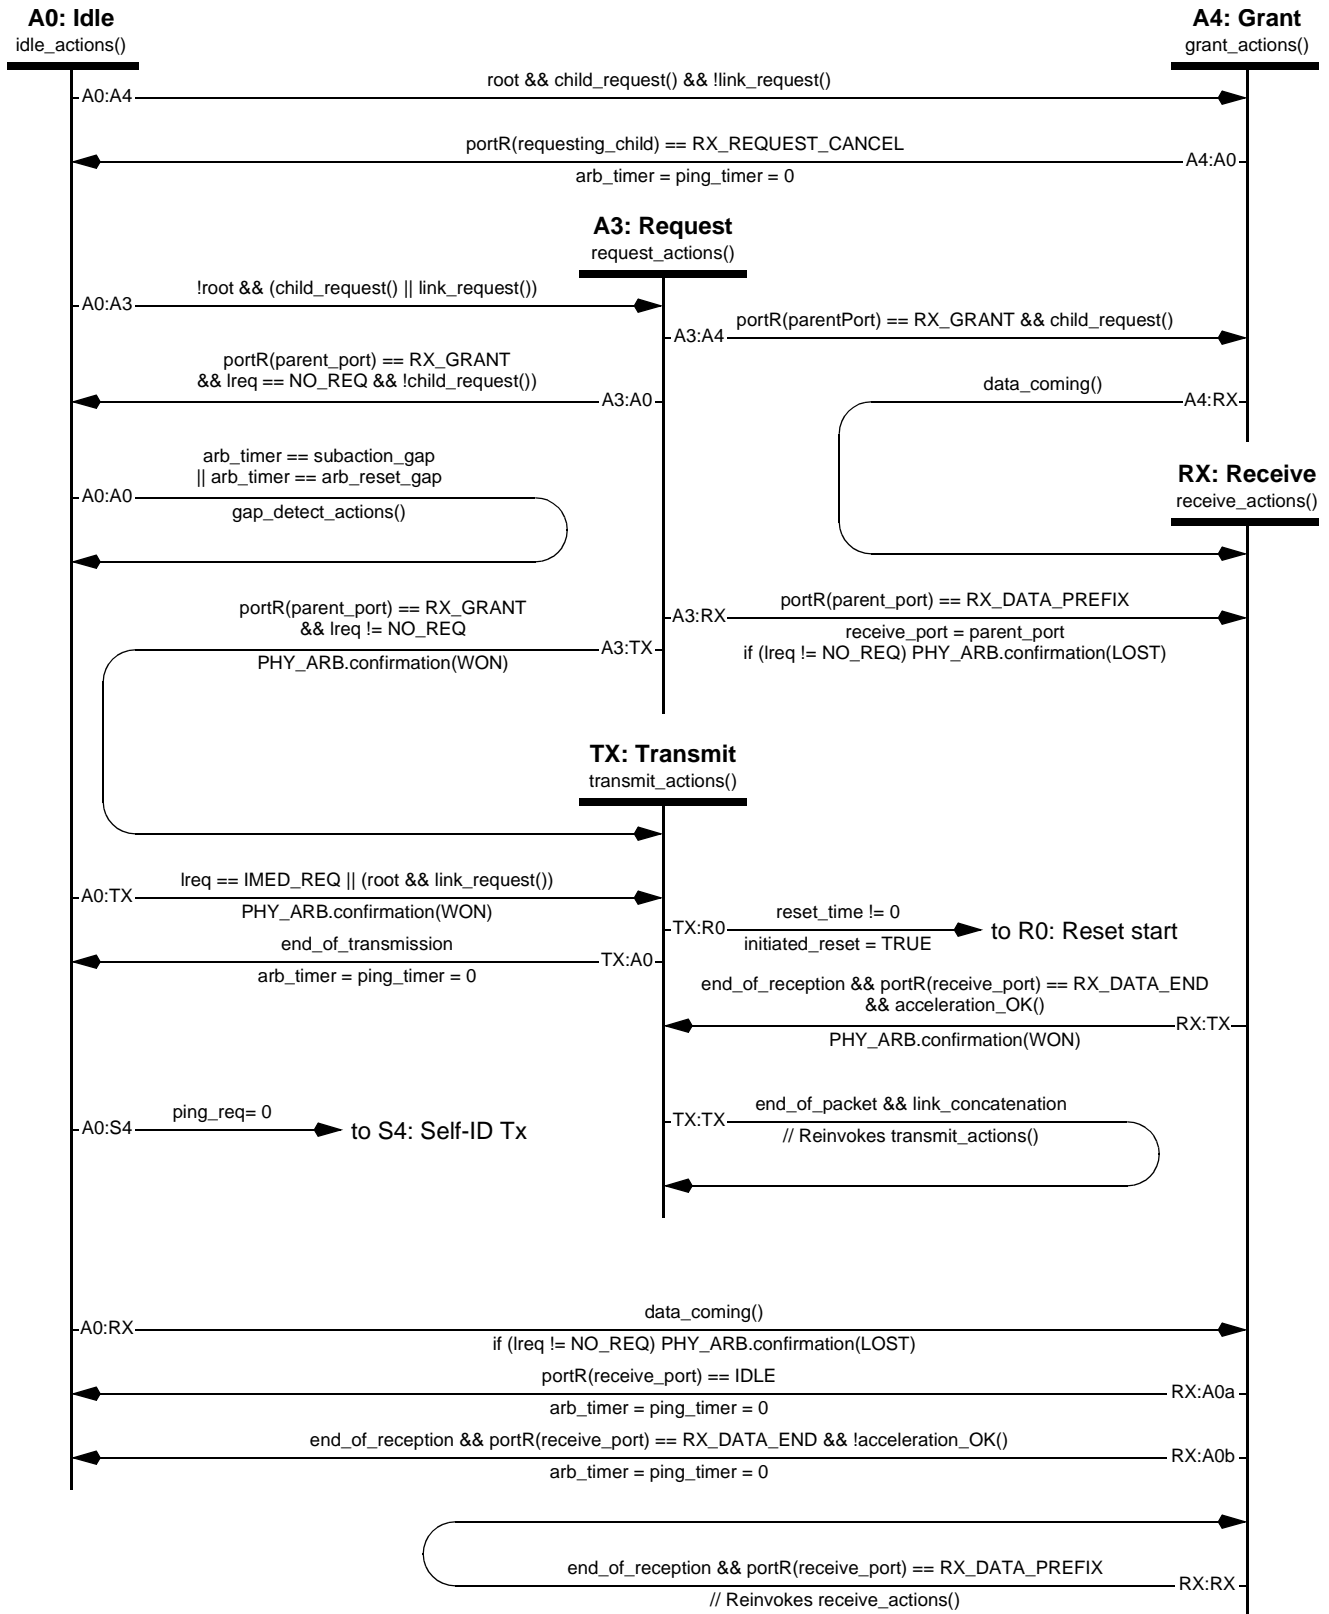 A0: Idle
idle_actions()
A4: Grant
grant_actions()
root && child_request() && !link_request()
A0:A4
portR(requesting_child) == RX_REQUEST_CANCEL
A4:A0
arb_timer = ping_timer = 0
A3: Request
request_actions()
!root && (child_request() || link_request())
A0:A3
portR(parentPort) == RX_GRANT && child_request()
A3:A4
portR(parent_port) == RX_GRANT
&& lreq == NO_REQ && !child_request())
A3:A0
data_coming()
A4:RX
arb_timer == subaction_gap
|| arb_timer == arb_reset_gap
A0:A0
gap_detect_actions()
RX: Receive
receive_actions()
portR(parent_port) == RX_DATA_PREFIX
A3:RX
receive_port = parent_port
if (lreq != NO_REQ) PHY_ARB.confirmation(LOST)
portR(parent_port) == RX_GRANT
&& lreq != NO_REQ
A3:TX
PHY_ARB.confirmation(WON)
TX: Transmit
transmit_actions()
lreq == IMED_REQ || (root && link_request())
A0:TX
PHY_ARB.confirmation(WON)
reset_time != 0
TX:R0
to R0: Reset start
initiated_reset = TRUE
end_of_transmission
TX:A0
arb_timer = ping_timer = 0
end_of_reception && portR(receive_port) == RX_DATA_END
&& acceleration_OK()
RX:TX
PHY_ARB.confirmation(WON)
ping_req= 0
A0:S4
to S4: Self-ID Tx
end_of_packet && link_concatenation
TX:TX
// Reinvokes transmit_actions()
data_coming()
A0:RX
if (lreq != NO_REQ) PHY_ARB.confirmation(LOST)
portR(receive_port) == IDLE
RX:A0a
arb_timer = ping_timer = 0
end_of_reception && portR(receive_port) == RX_DATA_END && !acceleration_OK()
RX:A0b
arb_timer = ping_timer = 0
end_of_reception && portR(receive_port) == RX_DATA_PREFIX
RX:RX
// Reinvokes receive_actions()